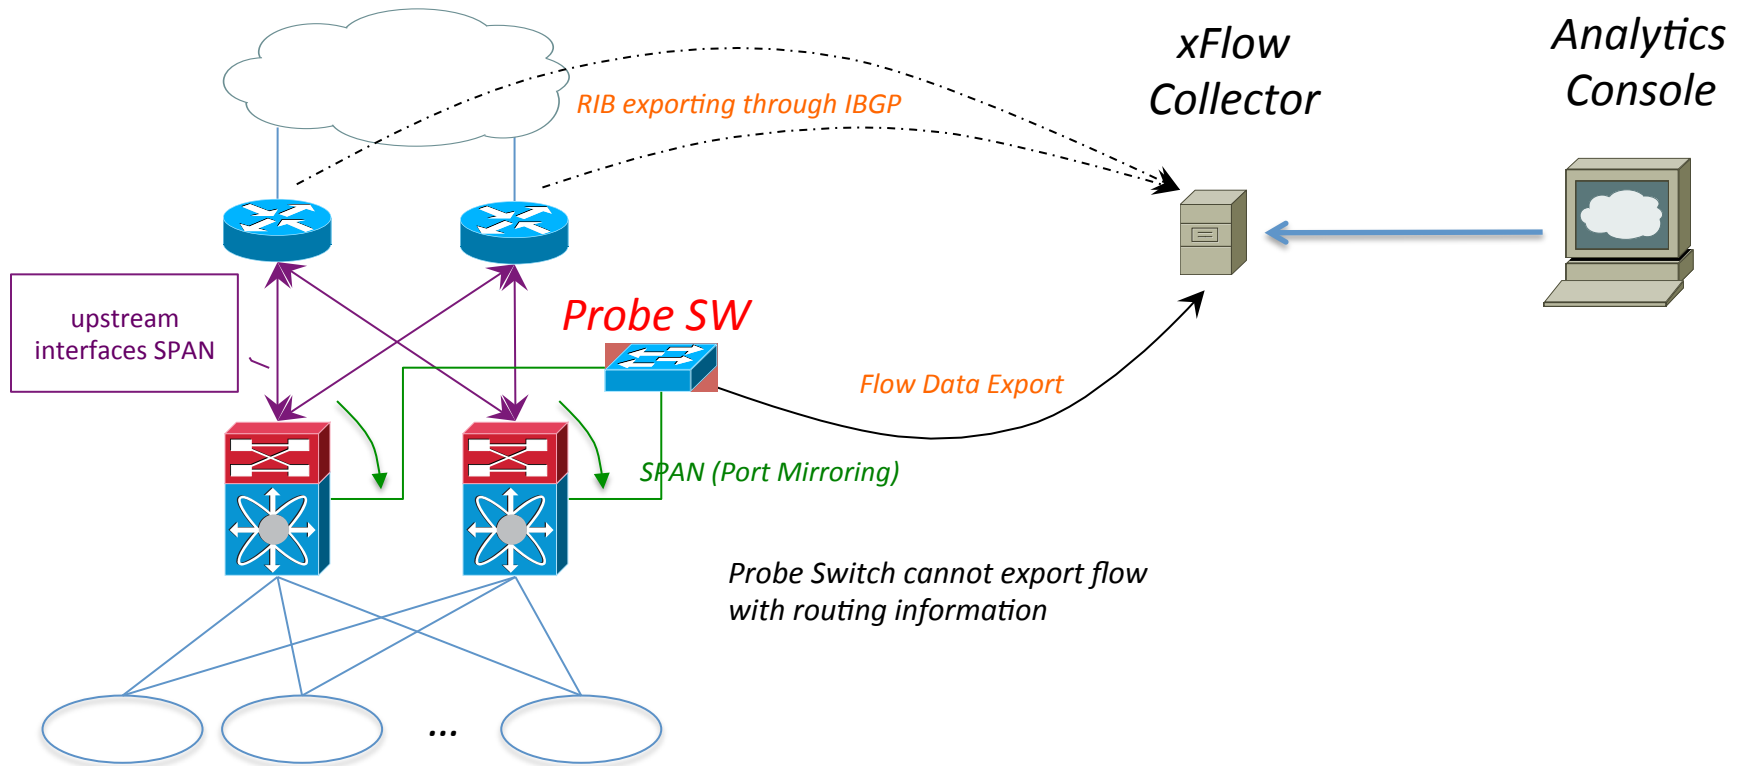 xFlow
Collector
Analytics
Console
RIB exporting through IBGP
upstream
interfaces SPAN
Probe SW
Flow Data Export
SPAN (Port Mirroring)
Probe Switch cannot export flow
with routing information
...